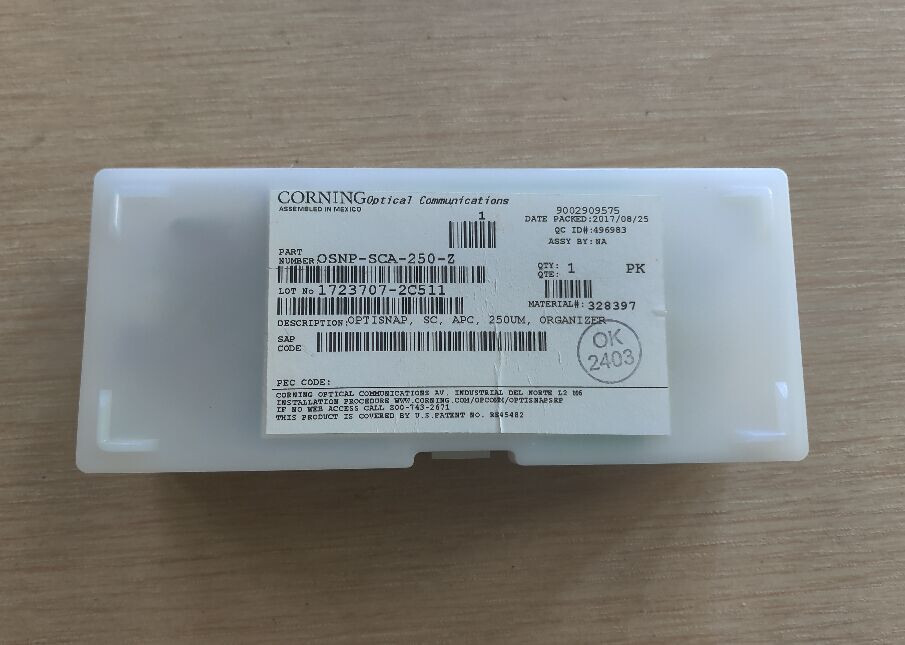 CORNING Optical Communications
ASSEMBLED IN MEXICO
1
9002909575
DATE PACKED:2017/08/25
QC ID#:496983
ASSY BY:NA
PART
NUMBER OSNP-SCA-250-Z
QTY: 1 PK
QTE:
LOT No 1723707-2C511
MATERIAL#: 328397
DESCRIPTION:OPTISNAP, SC, APC, 250UM, ORGANIZER
SAP
CODE
OK
2403
PEC CODE:
CORNING OPTICAL COMMUNICATIONS AV. INDUSTRIAL DEL NORTE L2 M6
INSTALLATION PROCEDURE WWW.CORNING.COM/OPCOMM/OPTISNAPSRP
IF NO WEB ACCESS CALL 800-743-2671
THIS PRODUCT IS COVERED BY U.S.PATENT NO. RE45482